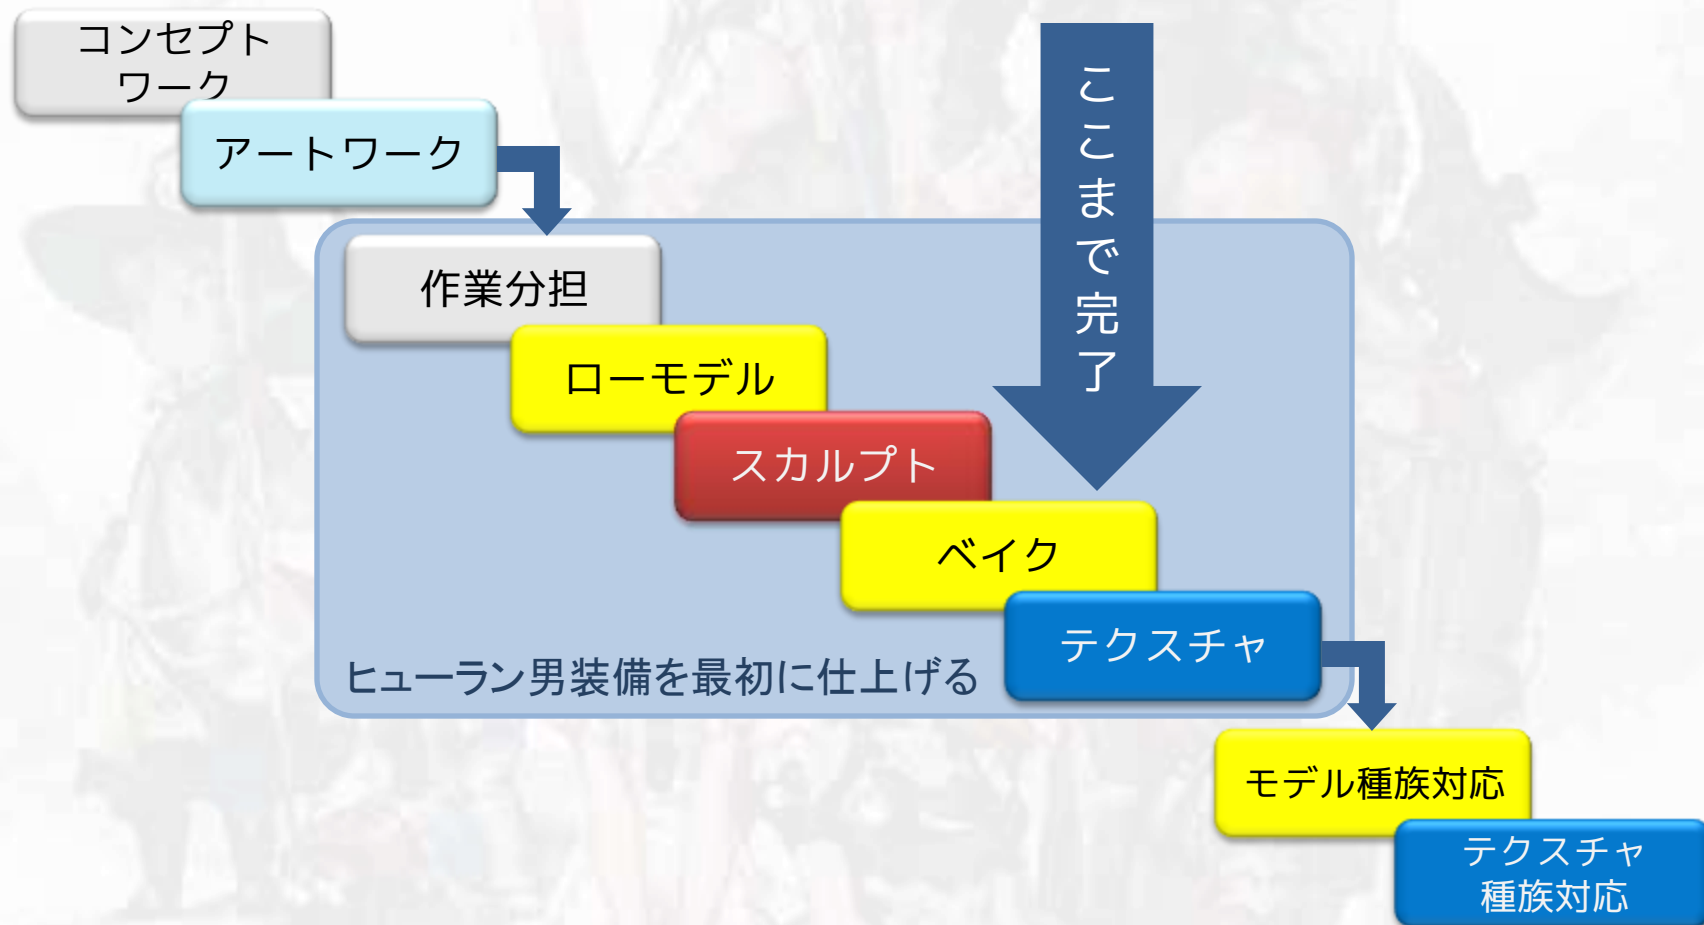 コンセプト
ワーク
アートワーク
ここまで完了
作業分担
ローモデル
スカルプト
ベイク
テクスチャ
ヒューラン男装備を最初に仕上げる
モデル種族対応
テクスチャ
種族対応